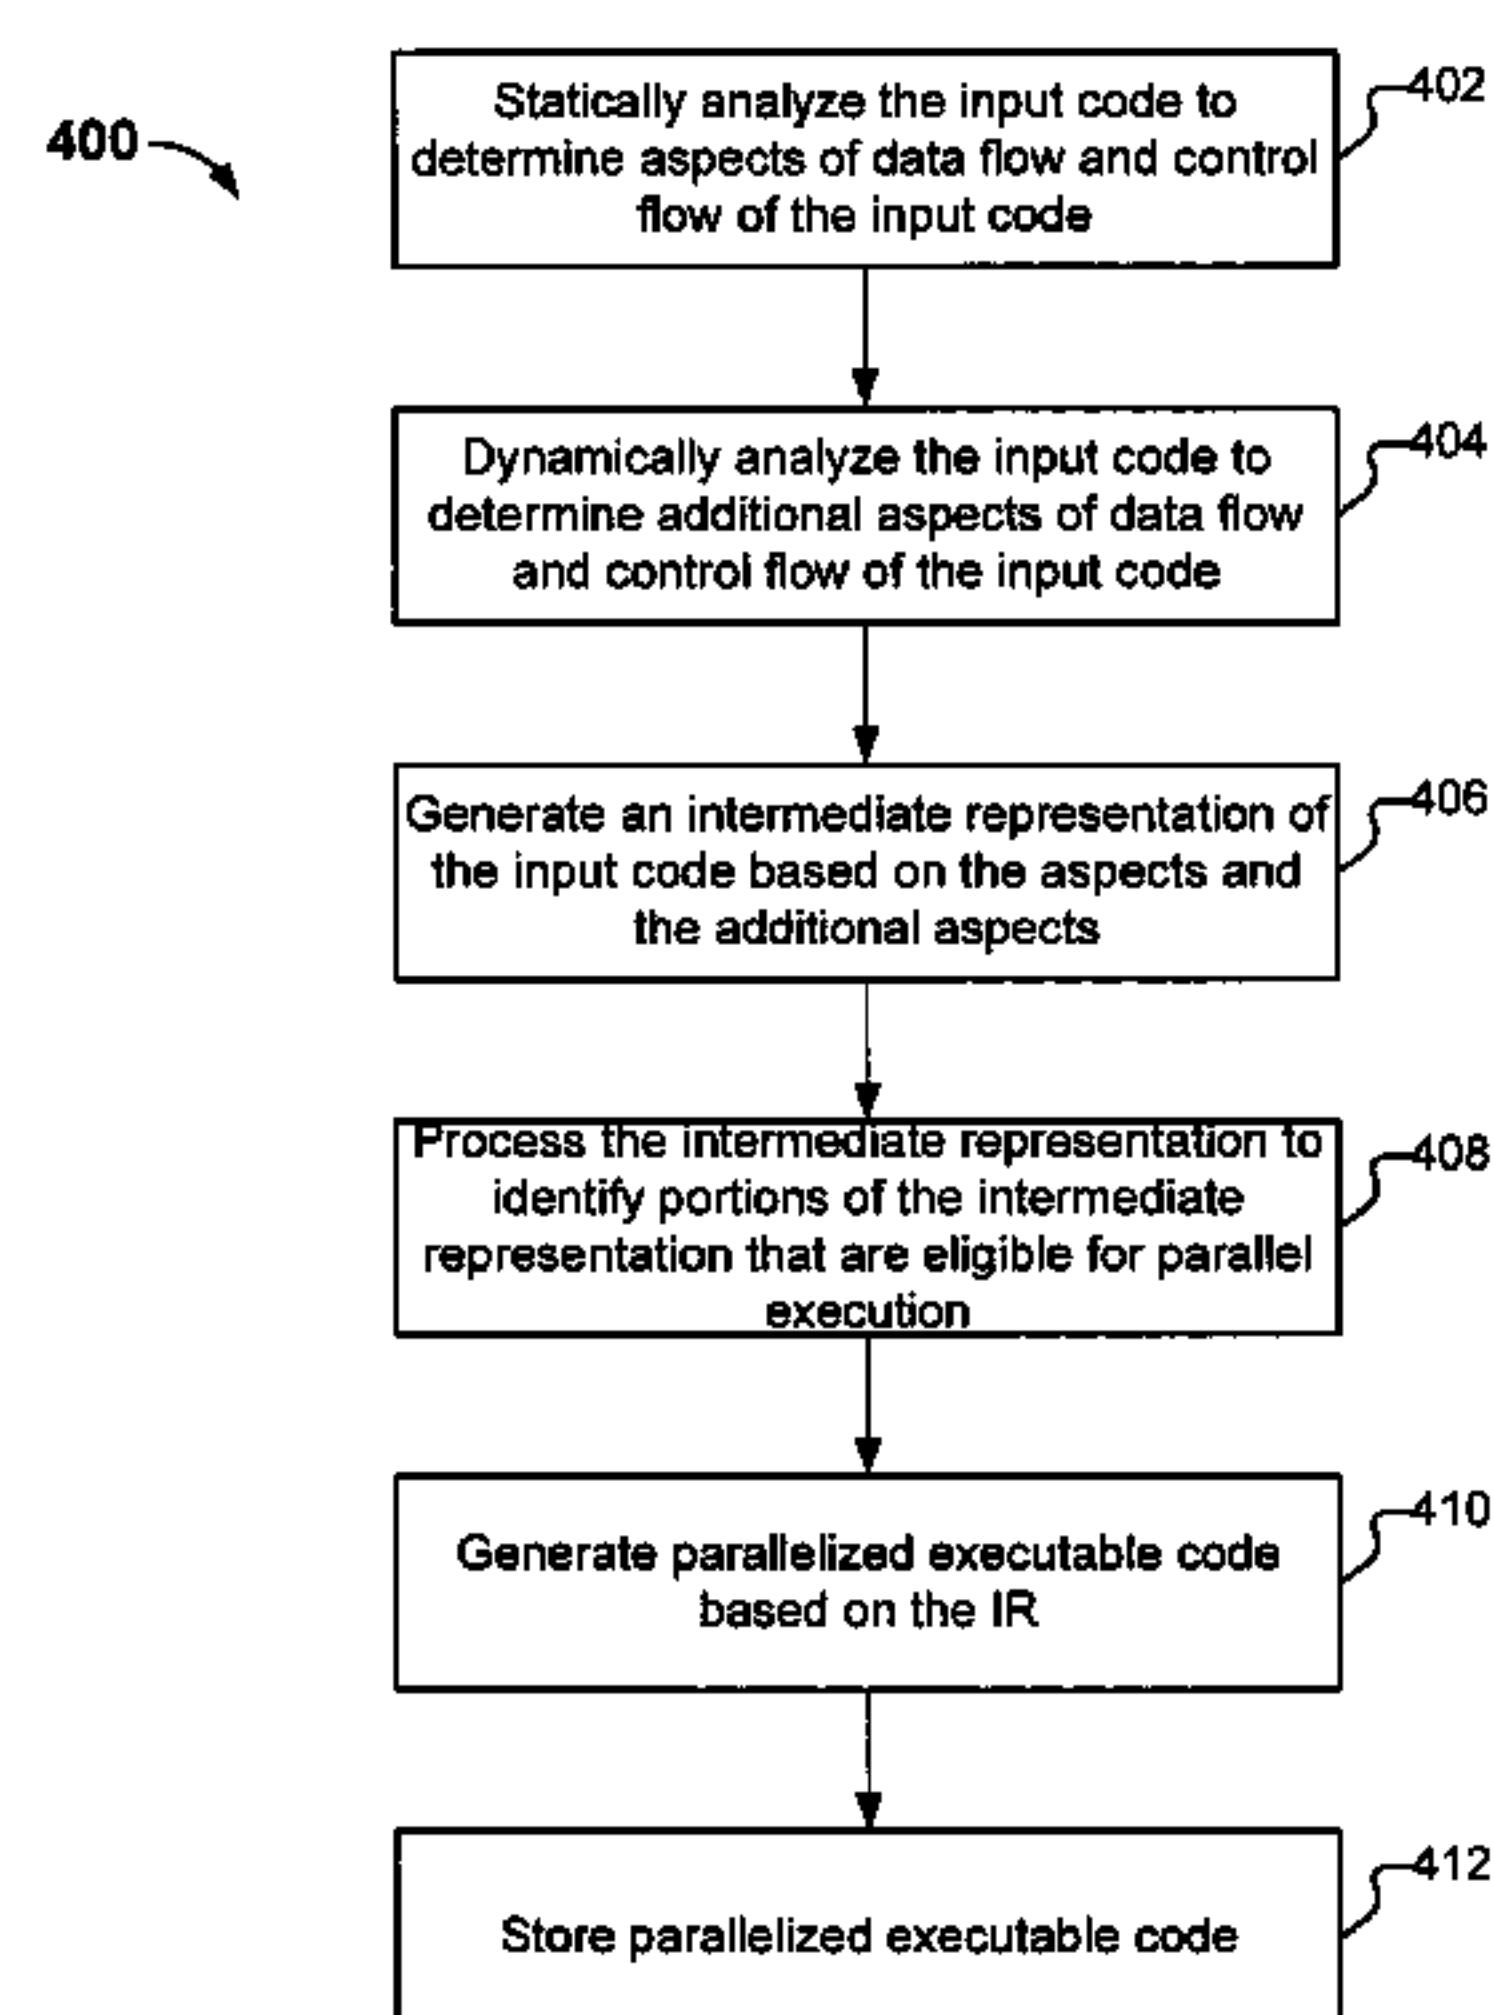 400
Statically analyze the input code to
determine aspects of data flow and control
flow of the input code
402
Dynamically analyze the input code to
determine additional aspects of data flow
and control flow of the input code
404
Generate an intermediate representation of
the input code based on the aspects and
the additional aspects
406
Process the intermediate representation to
identify portions of the intermediate
representation that are eligible for parallel
execution
408
Generate parallelized executable code
based on the IR
410
Store parallelized executable code
412